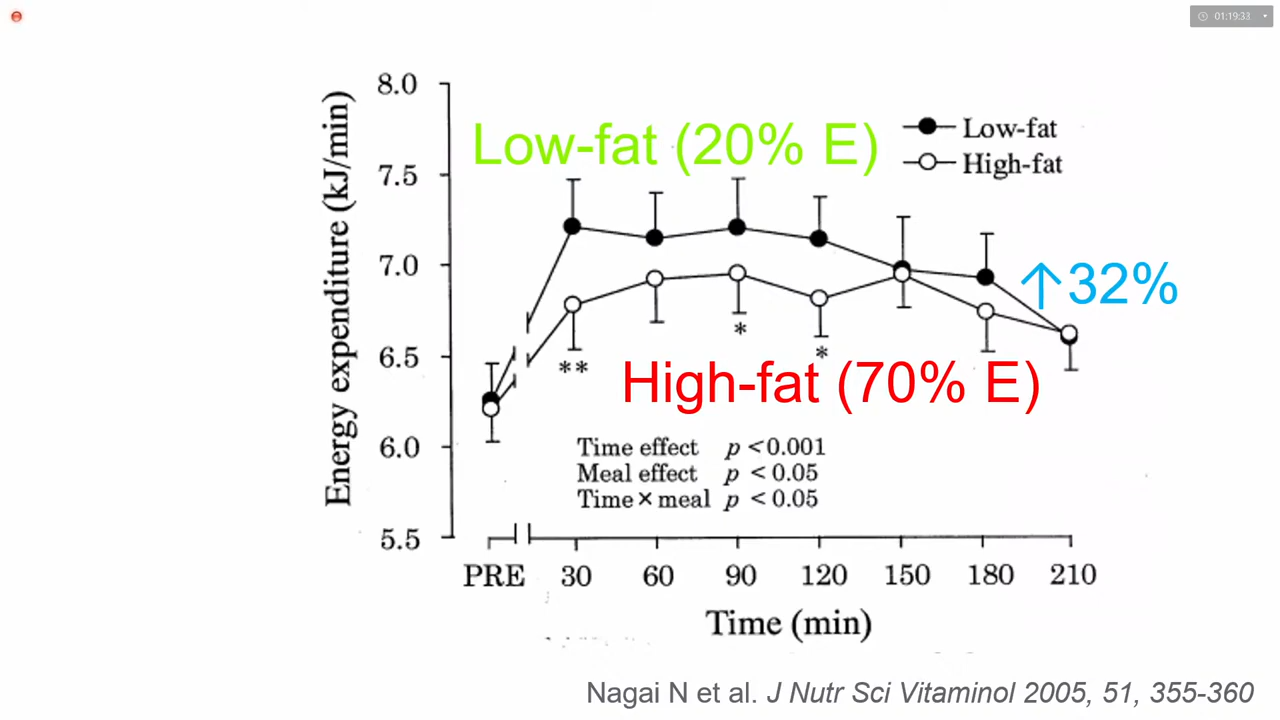 01:19:33
8.0
7.5
7.0
6.5
6.0
5.5
Energy expenditure (kJ/min)
Low-fat (20% E)
Low-fat
High-fat
↑32%
**
*
*
High-fat (70% E)
Time effect p <0.001
Meal effect p < 0.05
Time × meal p < 0.05
PRE 30 60 90 120 150 180 210
Time (min)
Nagai N et al. J Nutr Sci Vitaminol 2005, 51, 355-360